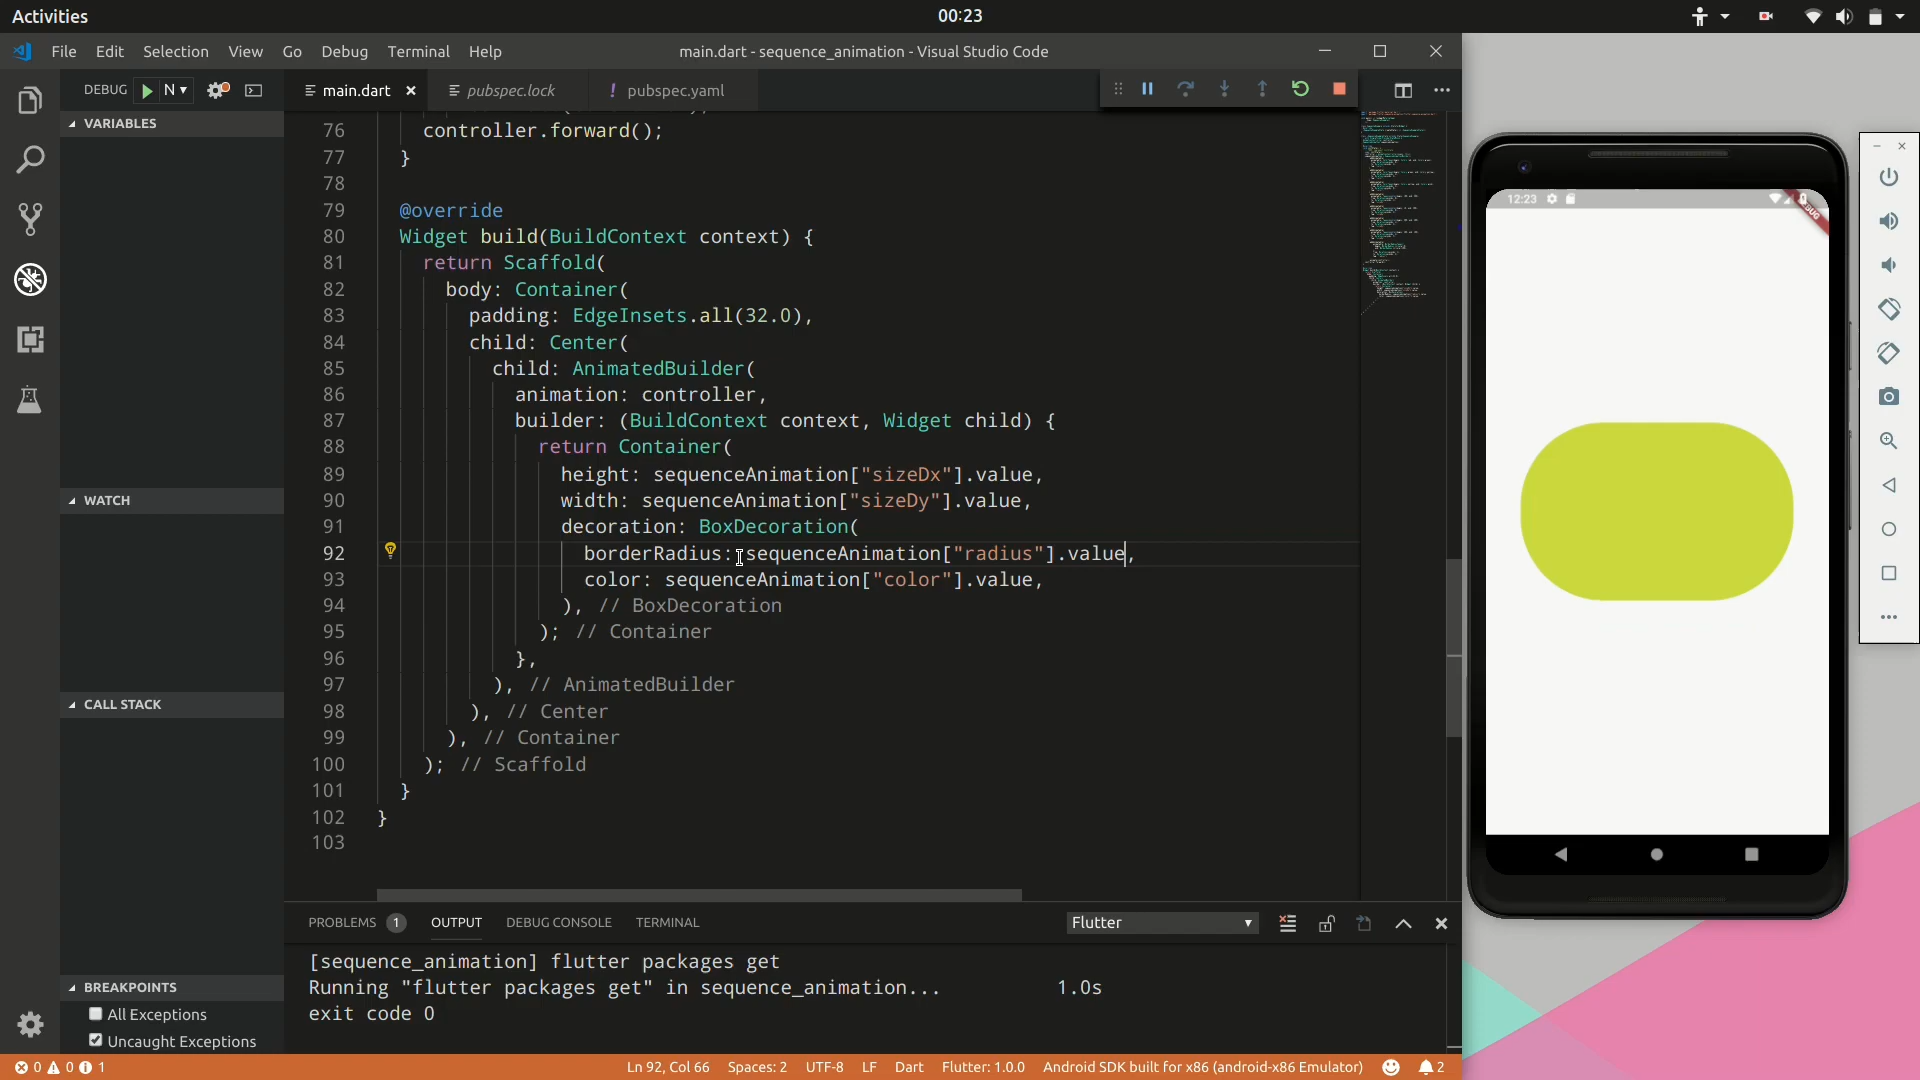 Activities
00:23
File Edit Selection View Go Debug Terminal Help
main.dart - sequence_animation - Visual Studio Code
DEBUG N
main.dart
pubspec.lock
! pubspec.yaml
VARIABLES
WATCH
CALL STACK
BREAKPOINTS
All Exceptions
Uncaught Exceptions
76 controller.forward();
77 }
78
79 @override
80 Widget build(BuildContext context) {
81 return Scaffold(
82 body: Container(
83 padding: EdgeInsets.all(32.0),
84 child: Center(
85 child: AnimatedBuilder(
86 animation: controller,
87 builder: (BuildContext context, Widget child) {
88 return Container(
89 height: sequenceAnimation["sizeDx"].value,
90 width: sequenceAnimation["sizeDy"].value,
91 decoration: BoxDecoration(
92 borderRadius: sequenceAnimation["radius"].value,
93 color: sequenceAnimation["color"].value,
94 ), // BoxDecoration
95 ); // Container
96 },
97 ), // AnimatedBuilder
98 ), // Center
99 ), // Container
100 ); // Scaffold
101 }
102 }
103
PROBLEMS 1 OUTPUT DEBUG CONSOLE TERMINAL
Flutter
[sequence_animation] flutter packages get
Running "flutter packages get" in sequence_animation... 1.0s
exit code 0
0 0 1
Ln 92, Col 66 Spaces: 2 UTF-8 LF Dart Flutter: 1.0.0 Android SDK built for x86 (android-x86 Emulator) 2
12:23
DEBUG